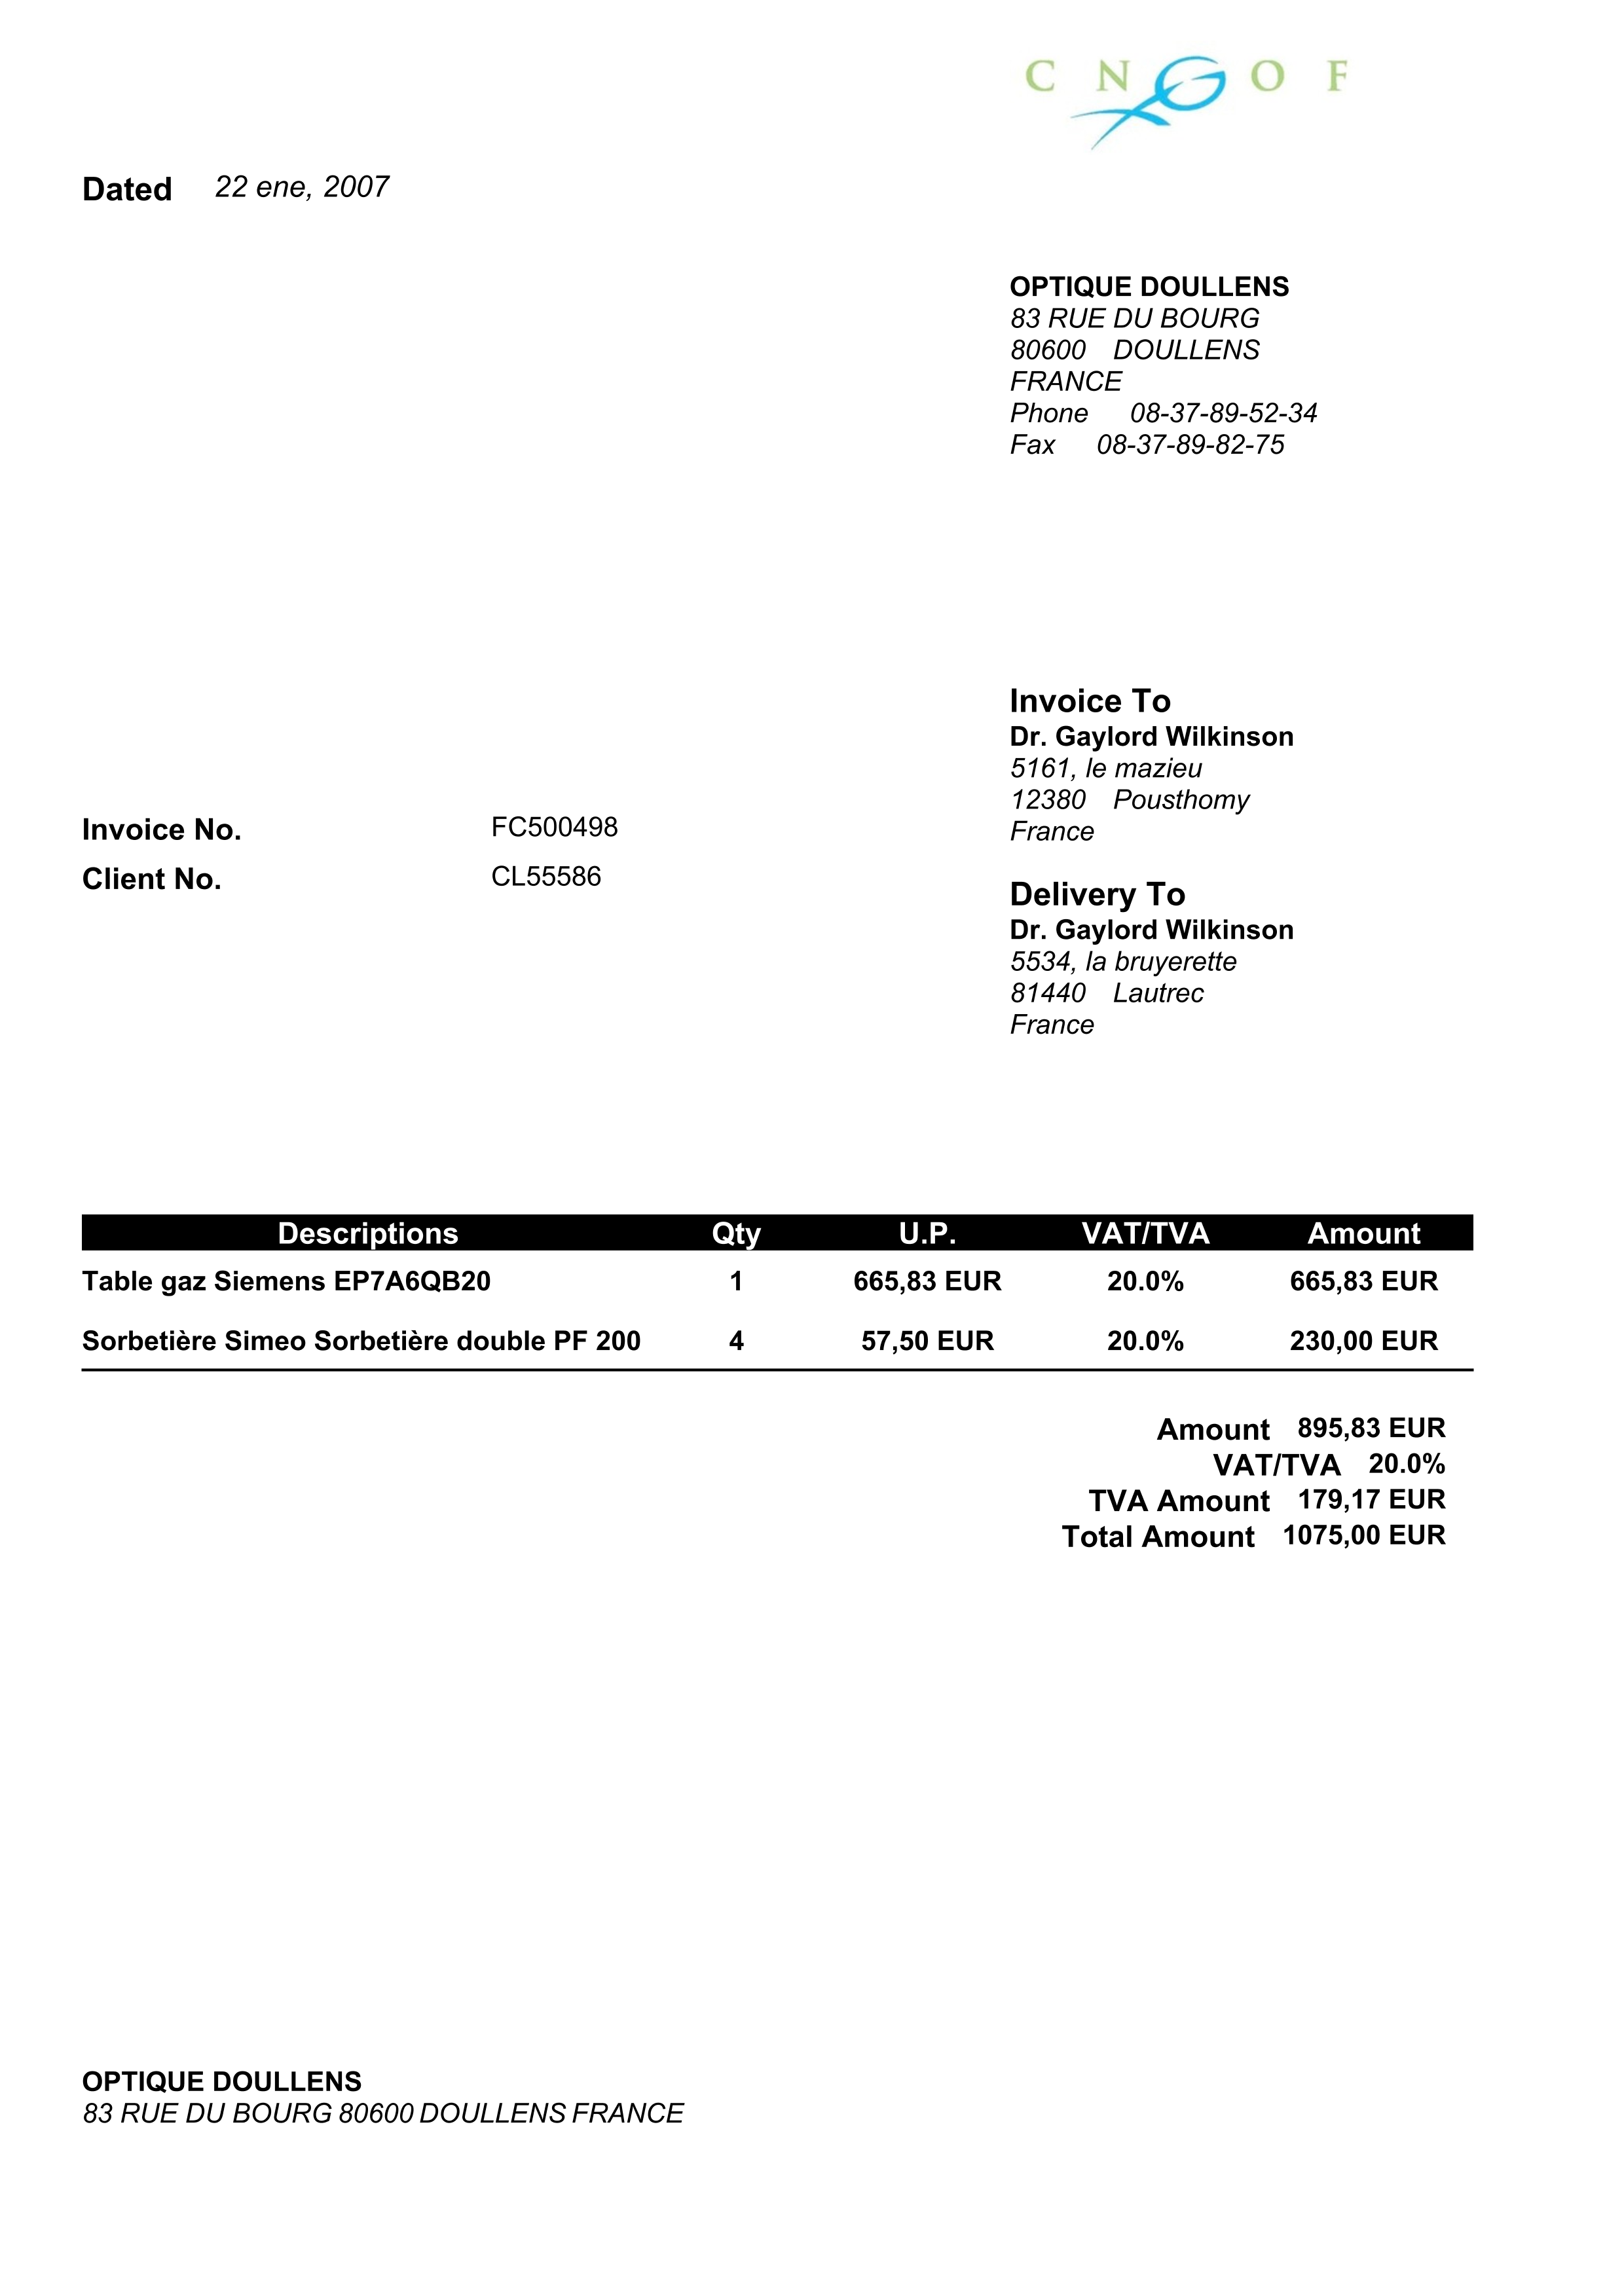 C N G O F
Dated 22 ene, 2007
OPTIQUE DOULLENS
83 RUE DU BOURG
80600 DOULLENS
FRANCE
Phone 08-37-89-52-34
Fax 08-37-89-82-75
Invoice To
Dr. Gaylord Wilkinson
5161, le mazieu
12380 Pousthomy
France
Invoice No. FC500498
Client No. CL55586
Delivery To
Dr. Gaylord Wilkinson
5534, la bruyerette
81440 Lautrec
France
Descriptions Qty U.P. VAT/TVA Amount
Table gaz Siemens EP7A6QB20 1 665,83 EUR 20.0% 665,83 EUR
Sorbetière Simeo Sorbetière double PF 200 4 57,50 EUR 20.0% 230,00 EUR
Amount 895,83 EUR
VAT/TVA 20.0%
TVA Amount 179,17 EUR
Total Amount 1075,00 EUR
OPTIQUE DOULLENS
83 RUE DU BOURG 80600 DOULLENS FRANCE